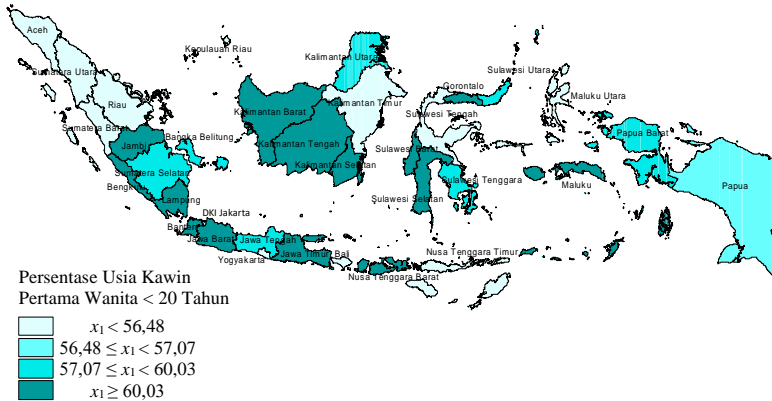 Aceh
Kepulauan Riau
Kalimantan Utara
Sumatera Utara
Sulawesi Utara
Gorontalo
Riau
Kalimantan Timur
Maluku Utara
Kalimantan Barat
Sulawesi Tengah
Sumatera Barat
Bangka Belitung
Papua Barat
Jambi
Kalimantan Tengah
Sulawesi Barat
Kalimantan Selatan
Sumatera Selatan
Sulawesi Tenggara
Papua
Bengkulu
Maluku
Lampung
Sulawesi Selatan
DKI Jakarta
Banten
Jawa Barat
Jawa Tengah
Jawa Timur
Bali
Nusa Tenggara Timur
Yogyakarta
Nusa Tenggara Barat
Persentase Usia Kawin
Pertama Wanita < 20 Tahun
x₁ < 56,48
56,48 ≤ x₁ < 57,07
57,07 ≤ x₁ < 60,03
x₁ ≥ 60,03